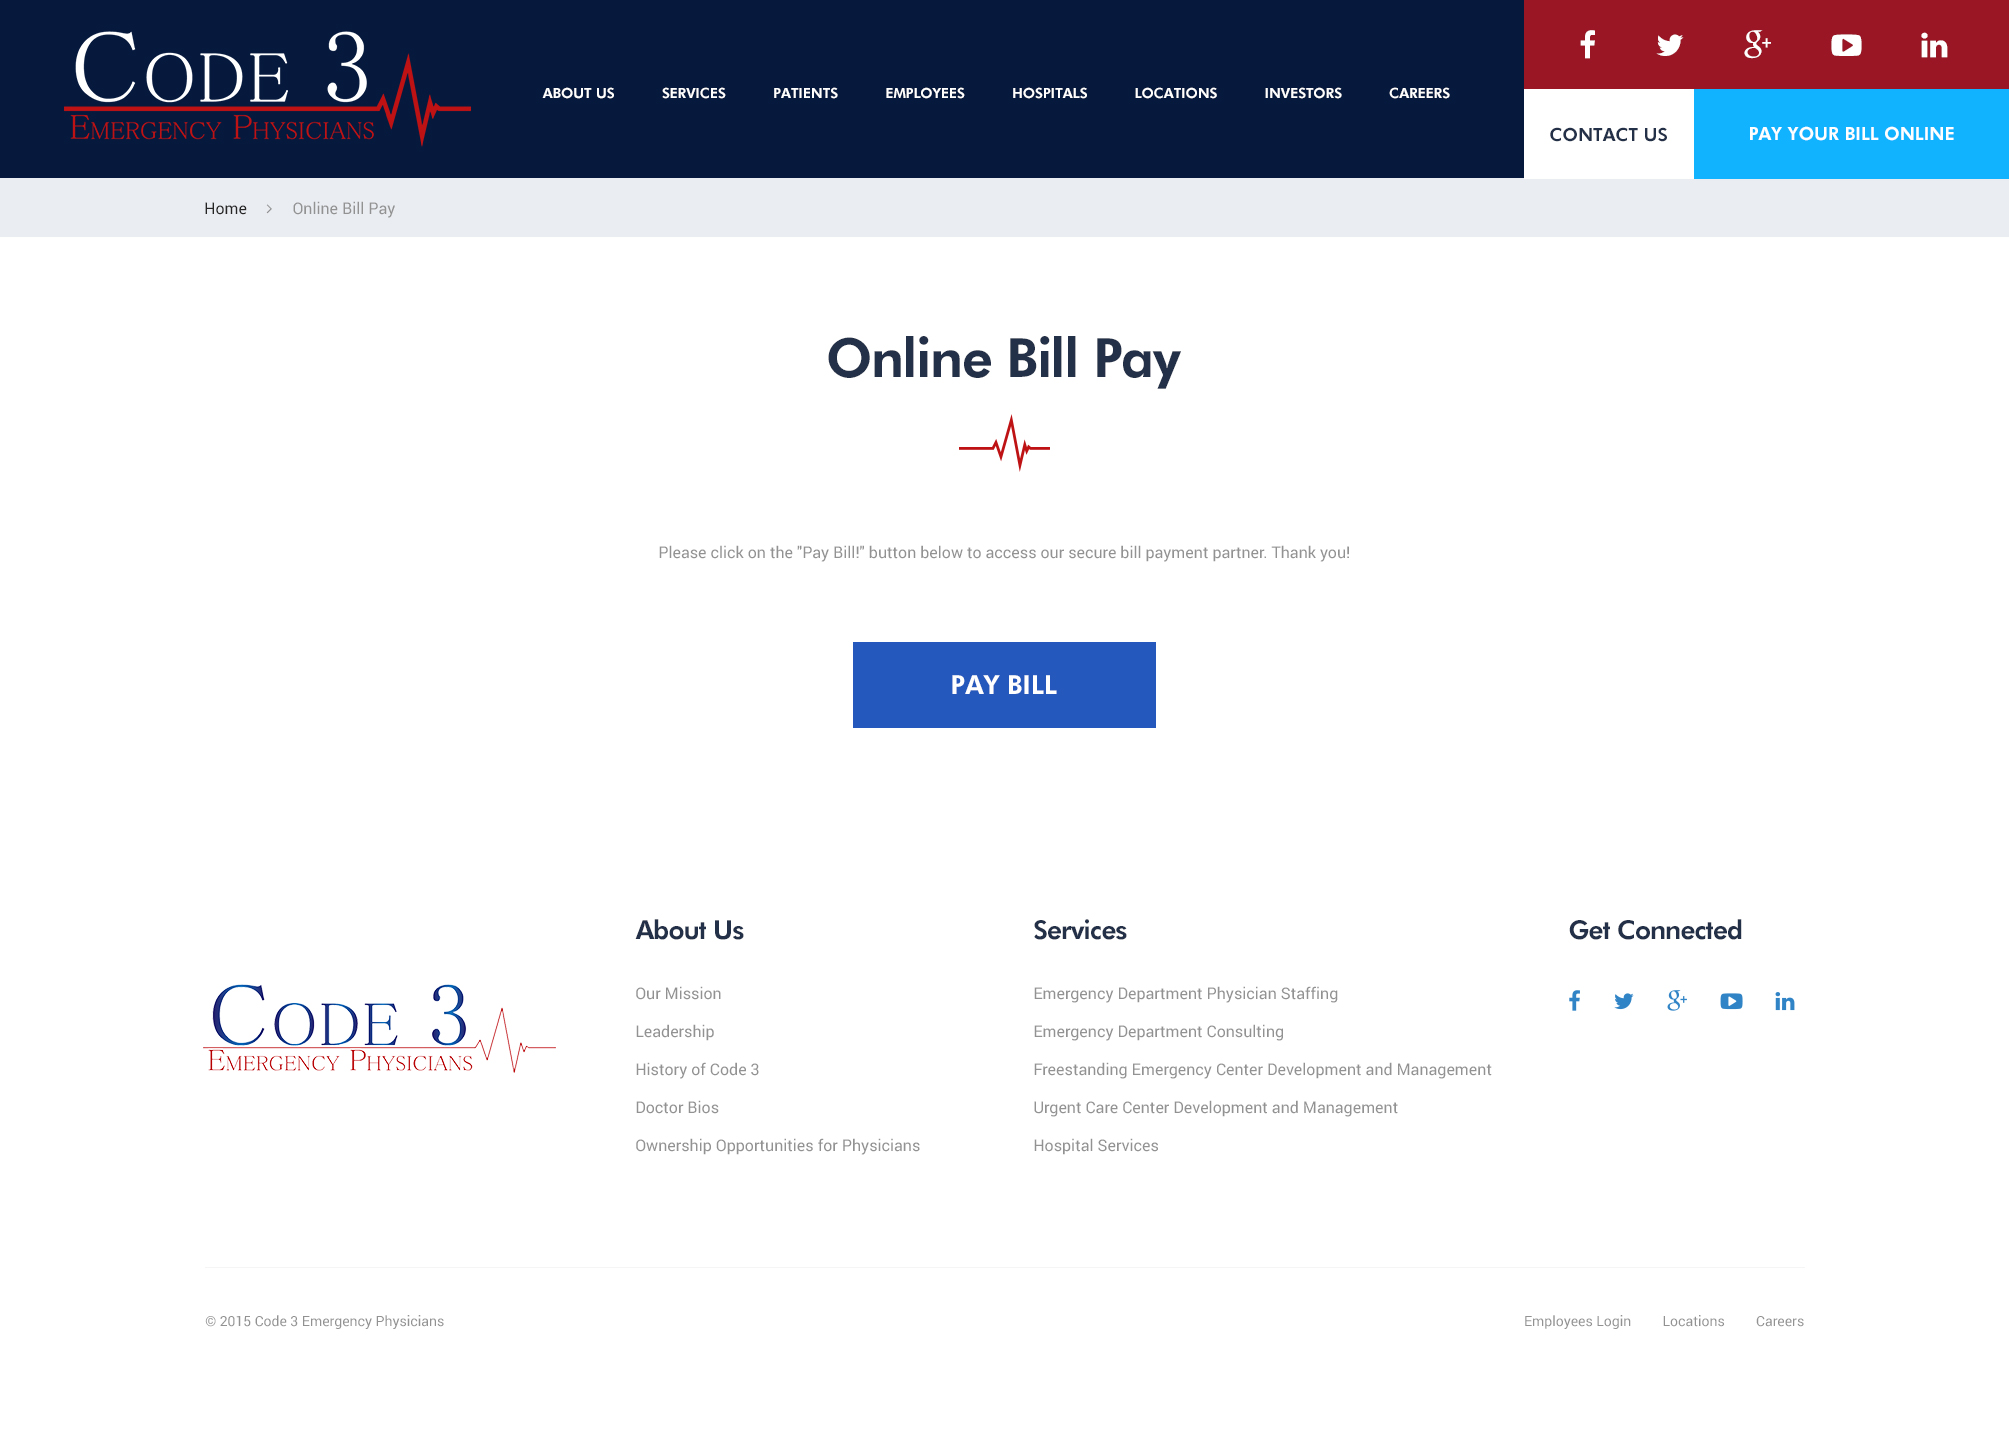 CODE 3
EMERGENCY PHYSICIANS
ABOUT US SERVICES PATIENTS EMPLOYEES HOSPITALS LOCATIONS INVESTORS CAREERS
CONTACT US
PAY YOUR BILL ONLINE
Home > Online Bill Pay
Online Bill Pay
Please click on the "Pay Bill!" button below to access our secure bill payment partner. Thank you!
PAY BILL
CODE 3
EMERGENCY PHYSICIANS
About Us
Our Mission
Leadership
History of Code 3
Doctor Bios
Ownership Opportunities for Physicians
Services
Emergency Department Physician Staffing
Emergency Department Consulting
Freestanding Emergency Center Development and Management
Urgent Care Center Development and Management
Hospital Services
Get Connected
© 2015 Code 3 Emergency Physicians
Employees Login Locations Careers